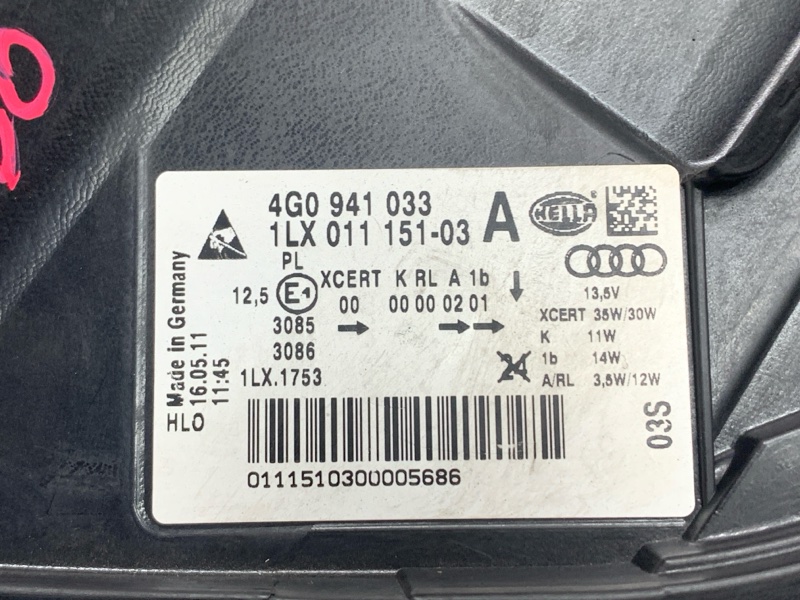 4G0 941 033
1LX 011 151-03 A
HELLA ®
PL
XCERT K RL A 1b
12,5 E1 00 00 00 02 01
3085
3086
1LX.1753
24
13,5V
XCERT 35W/30W
K 11W
1b 14W
A/RL 3,5W/12W
Made in Germany
16.05.11
11:45
HLO
03S
0111510300005686